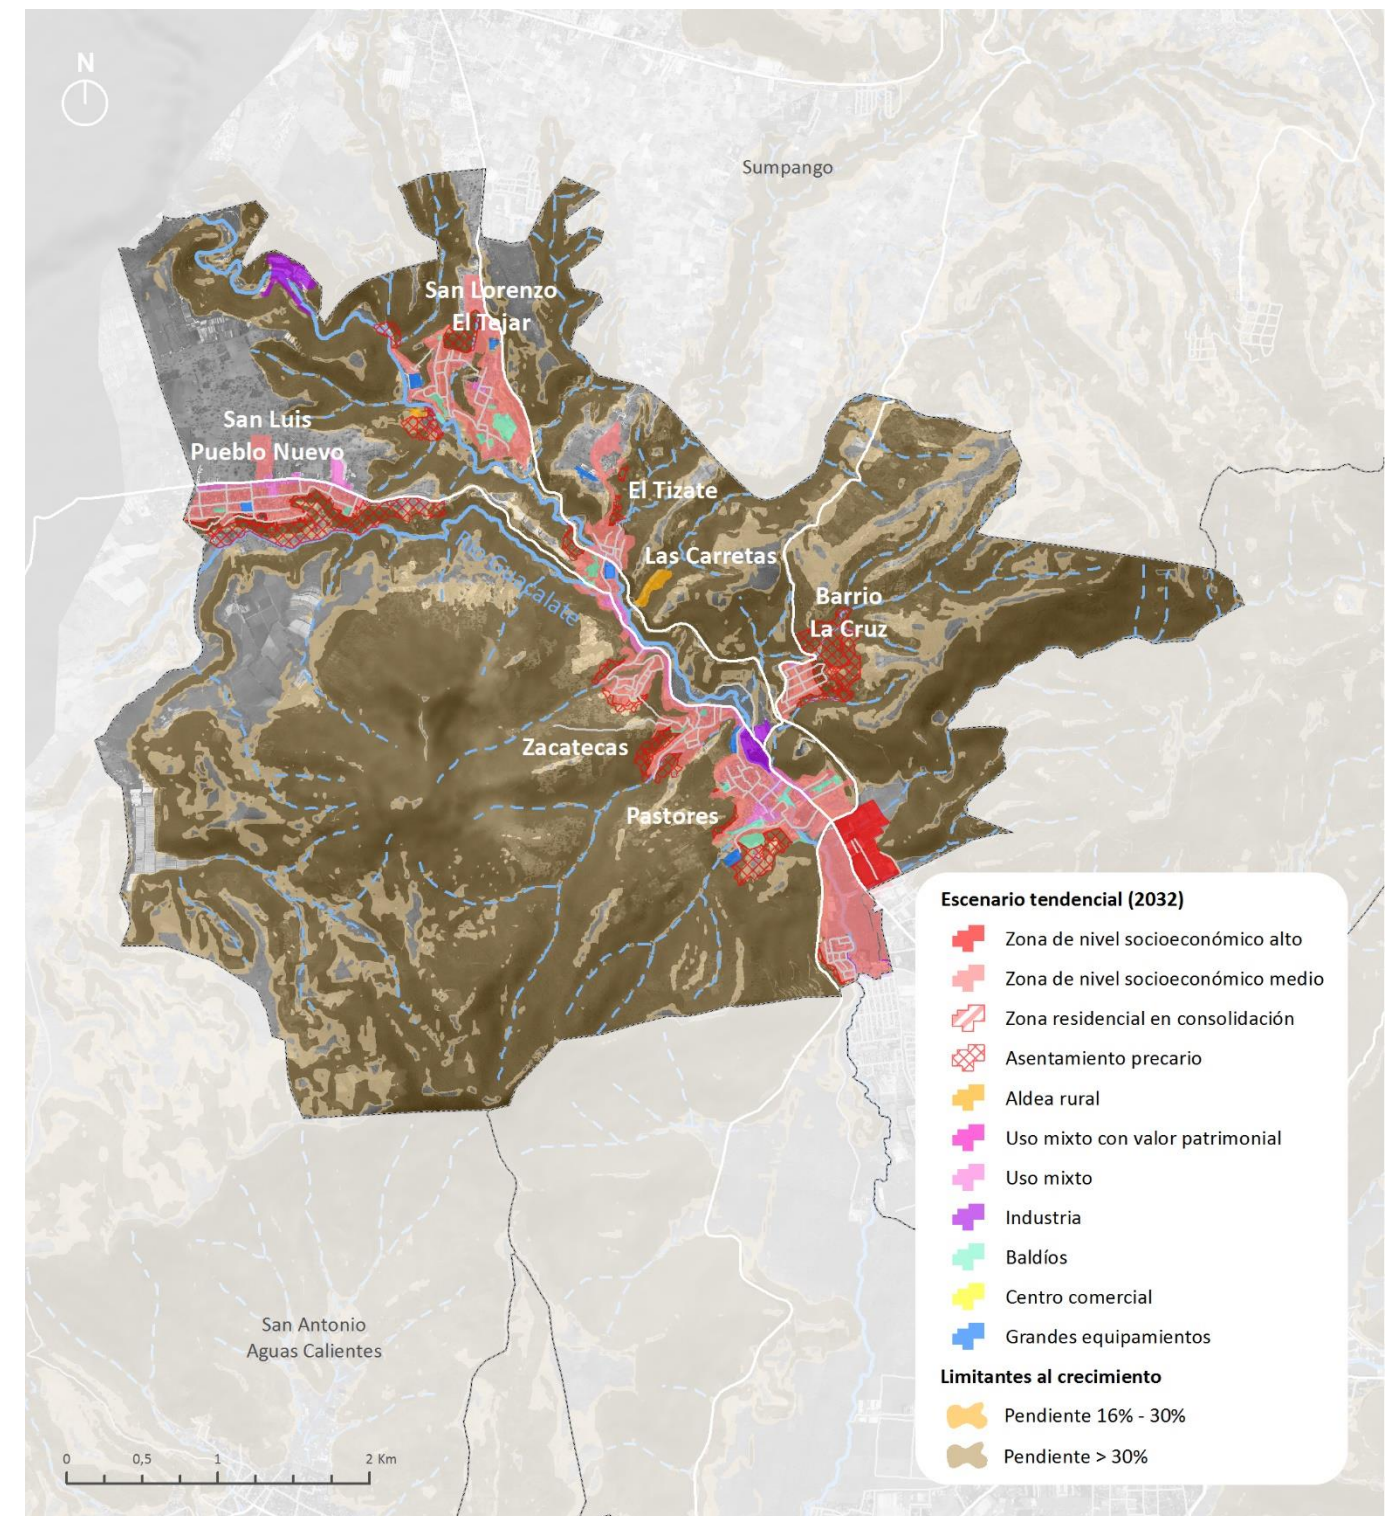 N
Sumpango
San Lorenzo
El Tejar
San Luis
Pueblo Nuevo
El Tizate
Las Carretas
Río Guacalate
Barrio
La Cruz
Zacatecas
Pastores
Escenario tendencial (2032)
Zona de nivel socioeconómico alto
Zona de nivel socioeconómico medio
Zona residencial en consolidación
Asentamiento precario
Aldea rural
Uso mixto con valor patrimonial
Uso mixto
Industria
Baldíos
Centro comercial
Grandes equipamientos
Limitantes al crecimiento
Pendiente 16% - 30%
Pendiente > 30%
San Antonio
Aguas Calientes
0 0,5 1 2 Km